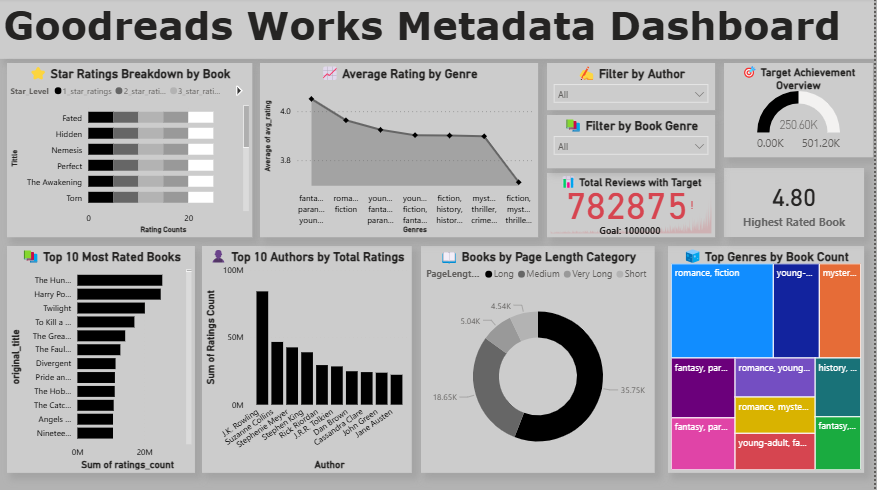 Goodreads Works Metadata Dashboard
Star Ratings Breakdown by Book
Star_Level 1_star_ratings 2_star_rati... 3_star_rati...
Title
Fated
Hidden
Nemesis
Perfect
The Awakening
Torn
0 20
Rating Counts
Average Rating by Genre
Average of avg_rating
4.0
3.8
fanta... roma... youn... youn... fiction, myst... fiction,
paran... fiction fanta... fiction, history, thriller, myst...
youn... paran... fanta... histor... crime... thrille...
Genres
Filter by Author
All
Filter by Book Genre
All
Total Reviews with Target
782875!
Goal: 1000000
Target Achievement
Overview
250.60K
0.00K 501.20K
4.80
Highest Rated Book
Top 10 Most Rated Books
original_title
The Hun...
Harry Po...
Twilight
To Kill a ...
The Grea...
The Faul...
Divergent
Pride an...
The Hob...
The Catc...
Angels ...
Ninetee...
0M 20M
Sum of ratings_count
Top 10 Authors by Total Ratings
Sum of Ratings Count
100M
50M
0M
J.K. Rowling
Suzanne Collins
Stephenie Meyer
Stephen King
Rick Riordan
J.R.R. Tolkien
Dan Brown
Cassandra Clare
John Green
Jane Austen
Author
Books by Page Length Category
PageLengt... Long Medium Very Long Short
4.54K
5.04K
18.65K
35.75K
Top Genres by Book Count
romance, fiction
young-...
myster...
fantasy, par...
romance, young...
history, ...
romance, myste...
fantasy, par...
young-adult, fa...
fantasy,...